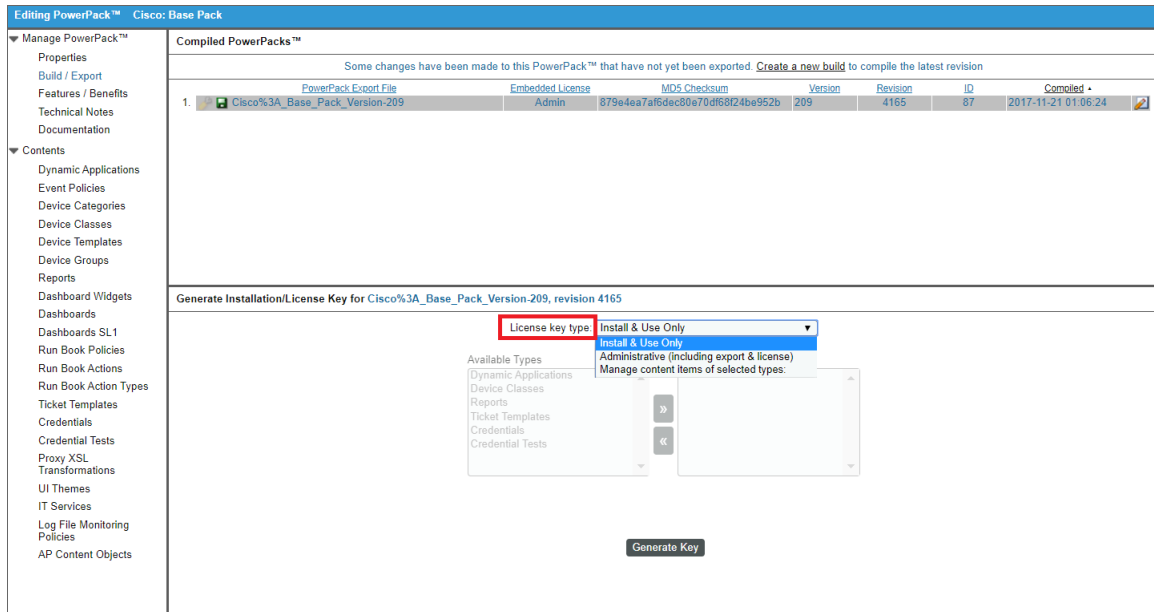 Editing PowerPack™ Cisco: Base Pack
Manage PowerPack™
Properties
Build / Export
Features / Benefits
Technical Notes
Documentation
Contents
Dynamic Applications
Event Policies
Device Categories
Device Classes
Device Templates
Device Groups
Reports
Dashboard Widgets
Dashboards
Dashboards SL1
Run Book Policies
Run Book Actions
Run Book Action Types
Ticket Templates
Credentials
Credential Tests
Proxy XSL
Transformations
UI Themes
IT Services
Log File Monitoring
Policies
AP Content Objects
Compiled PowerPacks™
Some changes have been made to this PowerPack™ that have not yet been exported. Create a new build to compile the latest revision
PowerPack Export File Embedded License MD5 Checksum Version Revision ID Compiled
1. Cisco%3A_Base_Pack_Version-209 Admin 879e4ea7af6dec80e70df68f24be952b 209 4165 87 2017-11-21 01:06:24
Generate Installation/License Key for Cisco%3A_Base_Pack_Version-209, revision 4165
License key type: Install & Use Only
Install & Use Only
Administrative (including export & license)
Manage content items of selected types:
Available Types
Dynamic Applications
Device Classes
Reports
Ticket Templates
Credentials
Credential Tests
»
«
Generate Key